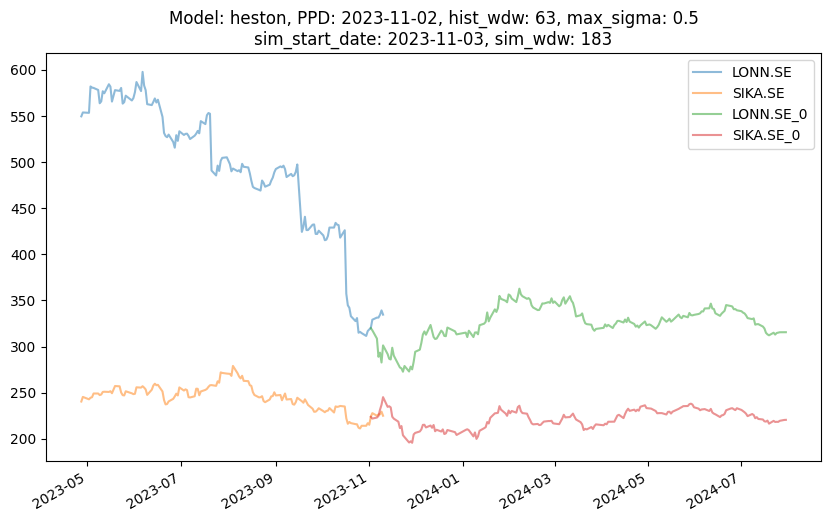 Model: heston, PPD: 2023-11-02, hist_wdw: 63, max_sigma: 0.5
sim_start_date: 2023-11-03, sim_wdw: 183
LONN.SE
SIKA.SE
LONN.SE_0
SIKA.SE_0
600
550
500
450
400
350
300
250
200
2023-05
2023-07
2023-09
2023-11
2024-01
2024-03
2024-05
2024-07